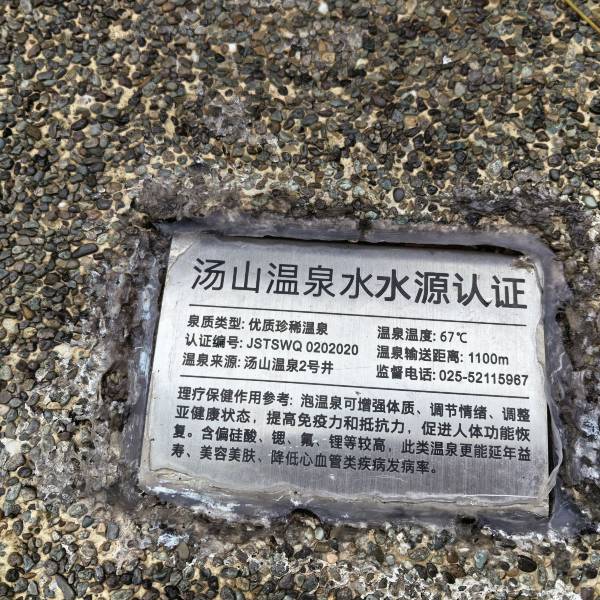 汤山温泉水水源认证
泉质类型: 优质珍稀温泉
温泉温度: 67℃
认证编号: JSTSWQ 0202020
温泉输送距离: 1100m
温泉来源: 汤山温泉2号井
监督电话: 025-52115967
理疗保健作用参考: 泡温泉可增强体质、调节情绪、调整
亚健康状态，提高免疫力和抵抗力，促进人体功能恢
复。含偏硅酸、锶、氟、锂等较高，此类温泉更能延年益
寿、美容美肤、降低心血管类疾病发病率。